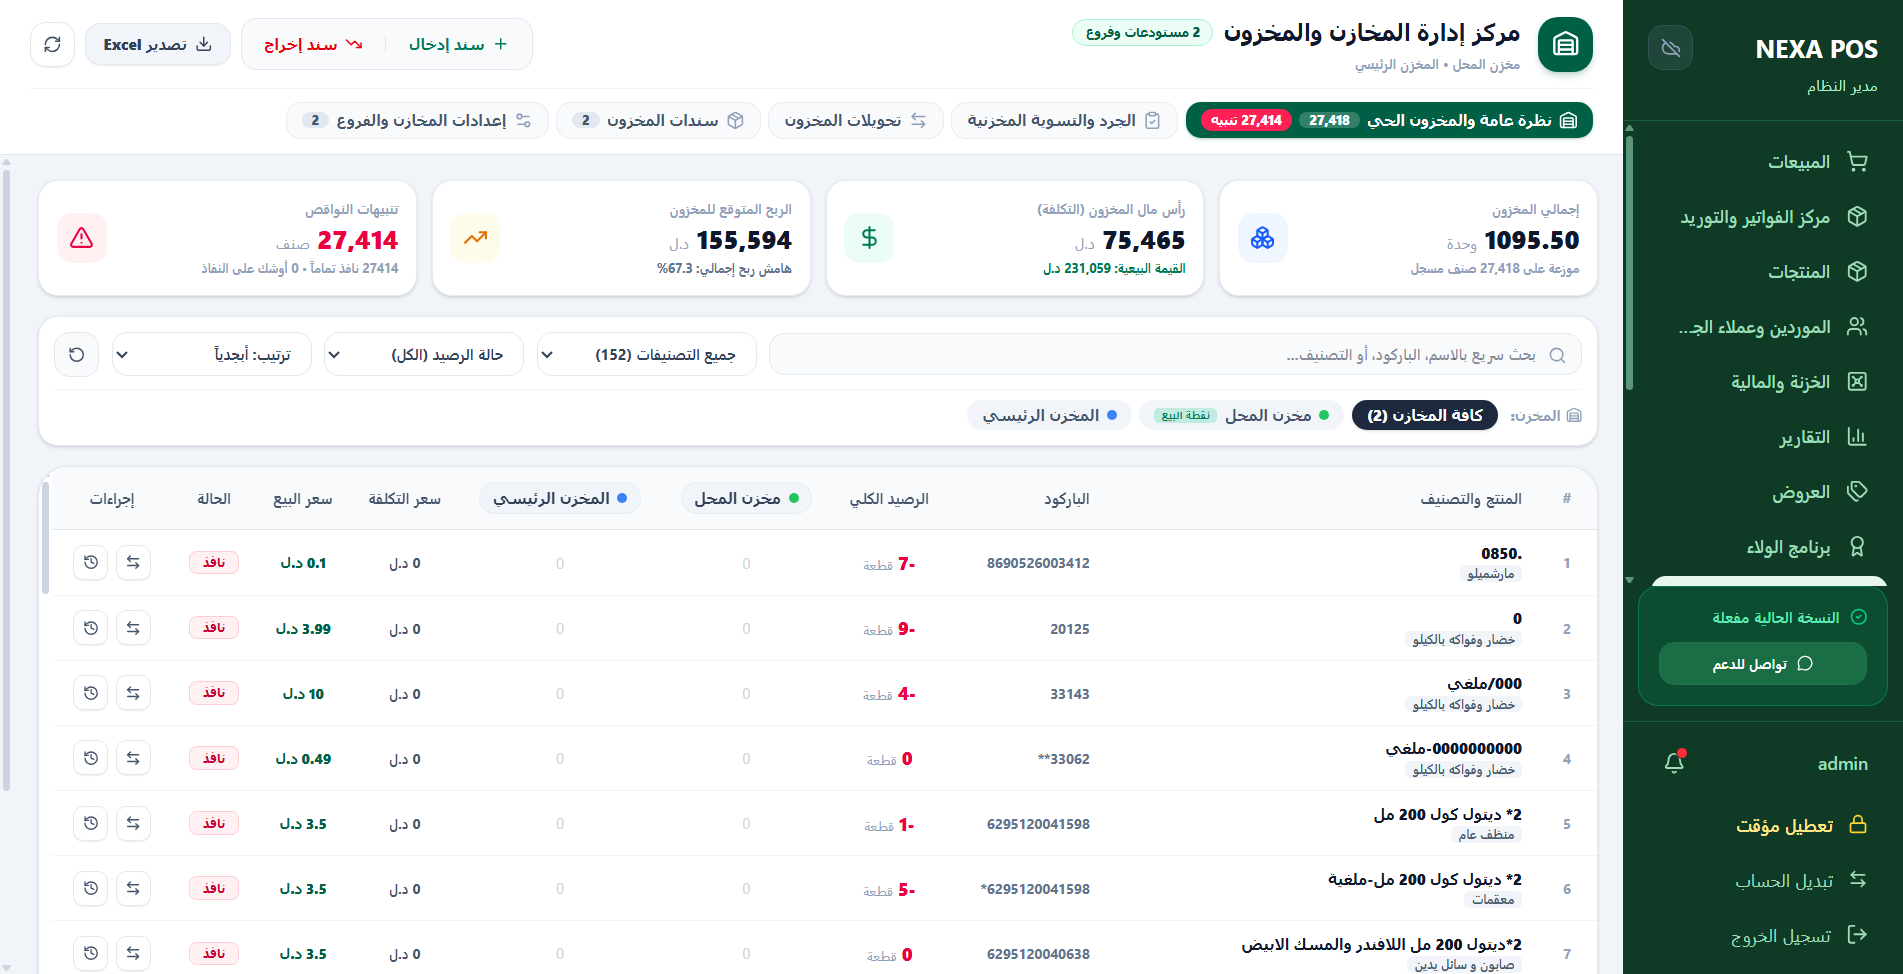 NEXA POS
مدير النظام
المبيعات
مركز الفواتير والتوريد
المنتجات
الموردين وعملاء الجـ...
الخزنة والمالية
التقارير
العروض
برنامج الولاء
النسخة الحالية مفعلة
تواصل للدعم
admin
تعطيل مؤقت
تبديل الحساب
تسجيل الخروج
مركز إدارة المخازن والمخزون
2 مستودعات وفروع
مخزن المحل • المخزن الرئيسي
سند إدخال
سند إخراج
تصدير Excel
نظرة عامة والمخزون الحي 27,418 27,414 تنبيه
الجرد والتسوية المخزنية
تحويلات المخزون
سندات المخزون 2
إعدادات المخازن والفروع 2
إجمالي المخزون
1095.50 وحدة
موزعة على 27,418 صنف مسجل
رأس مال المخزون (التكلفة)
75,465 د.ل
القيمة البيعية: 231,059 د.ل
الربح المتوقع للمخزون
155,594 د.ل
هامش ربح إجمالي: 67.3%
تنبيهات النواقص
27,414 صنف
27414 نافذ تماماً • 0 أوشك على النفاذ
بحث سريع بالاسم، الباركود، أو التصنيف...
جميع التصنيفات (152)
حالة الرصيد (الكل)
ترتيب: أبجدياً
المخزن:
كافة المخازن (2)
مخزن المحل نقطة البيع
المخزن الرئيسي
# المنتج والتصنيف الباركود الرصيد الكلي مخزن المحل المخزن الرئيسي سعر التكلفة سعر البيع الحالة إجراءات
1 0850. 8690526003412 -7 قطعة 0 0 0 د.ل 0.1 د.ل نافذ
مارشميلو
2 0 20125 -9 قطعة 0 0 0 د.ل 3.99 د.ل نافذ
خضار وفواكه بالكيلو
3 000/ملغي 33143 -4 قطعة 0 0 0 د.ل 10 د.ل نافذ
خضار وفواكه بالكيلو
4 0000000000-ملغي **33062 0 قطعة 0 0 0 د.ل 0.49 د.ل نافذ
خضار وفواكه بالكيلو
5 2* ديتول كول 200 مل 6295120041598 -1 قطعة 0 0 0 د.ل 3.5 د.ل نافذ
منظف عام
6 2* ديتول كول 200 مل-ملغية *6295120041598 -5 قطعة 0 0 0 د.ل 3.5 د.ل نافذ
معقمات
7 2*ديتول 200 مل اللافندر والمسك الابيض 6295120040638 0 قطعة 0 0 0 د.ل 3.5 د.ل نافذ
صابون و سائل يدين